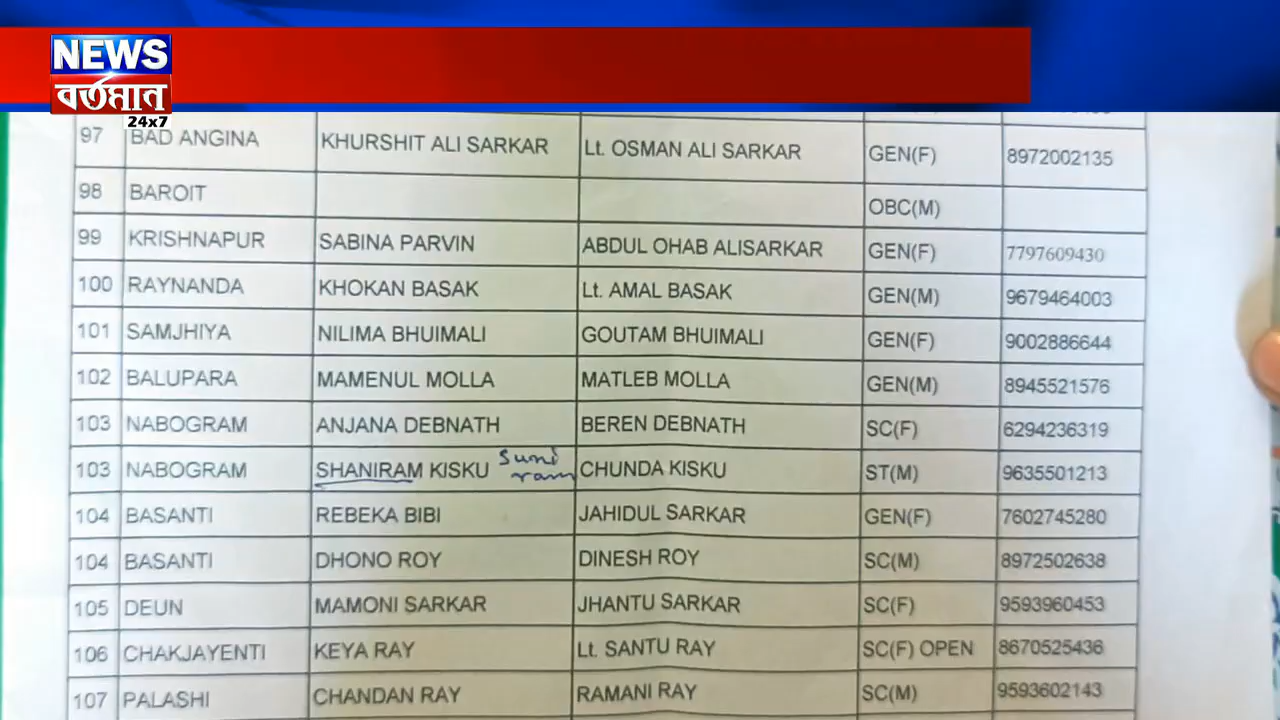 NEWS
বর্তমান
24x7
97 BAD ANGINA KHURSHIT ALI SARKAR Lt. OSMAN ALI SARKAR GEN(F) 8972002135
98 BAROIT OBC(M)
99 KRISHNAPUR SABINA PARVIN ABDUL OHAB ALISARKAR GEN(F) 7797609430
100 RAYNANDA KHOKAN BASAK Lt. AMAL BASAK GEN(M) 9679464003
101 SAMJHIYA NILIMA BHUIMALI GOUTAM BHUIMALI GEN(F) 9002886644
102 BALUPARA MAMENUL MOLLA MATLEB MOLLA GEN(M) 8945521576
103 NABOGRAM ANJANA DEBNATH BEREN DEBNATH SC(F) 6294236319
103 NABOGRAM SHANIRAM KISKU Suni ram CHUNDA KISKU ST(M) 9635501213
104 BASANTI REBEKA BIBI JAHIDUL SARKAR GEN(F) 7602745280
104 BASANTI DHONO ROY DINESH ROY SC(M) 8972502638
105 DEUN MAMONI SARKAR JHANTU SARKAR SC(F) 9593960453
106 CHAKJAYENTI KEYA RAY Lt. SANTU RAY SC(F) OPEN 8670525436
107 PALASHI CHANDAN RAY RAMANI RAY SC(M) 9593602143